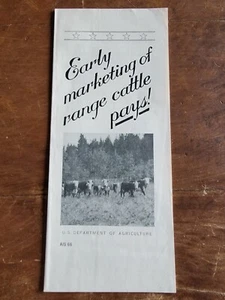 Early
marketing of
range cattle
pays!
U·S·DEPARTMENT OF AGRICULTURE